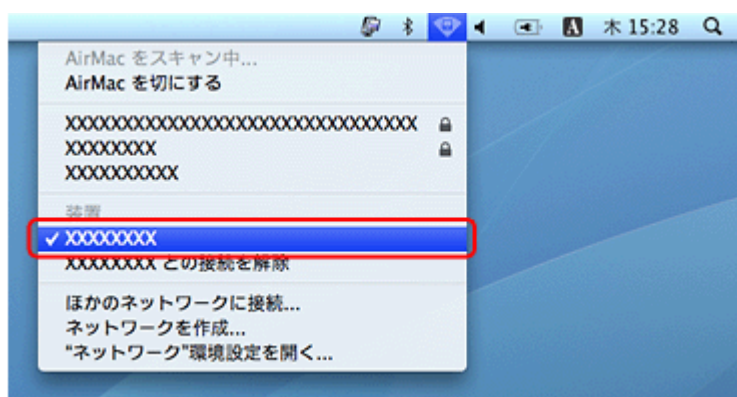 A 木 15:28
AirMac をスキャン中...
AirMac を切にする
XXXXXXXXXXXXXXXXXXXXXXXXXXXXXXXX
XXXXXXXX
XXXXXXXXXX
装置
✓ XXXXXXXX
XXXXXXXX との接続を解除
ほかのネットワークに接続...
ネットワークを作成...
“ネットワーク”環境設定を開く...